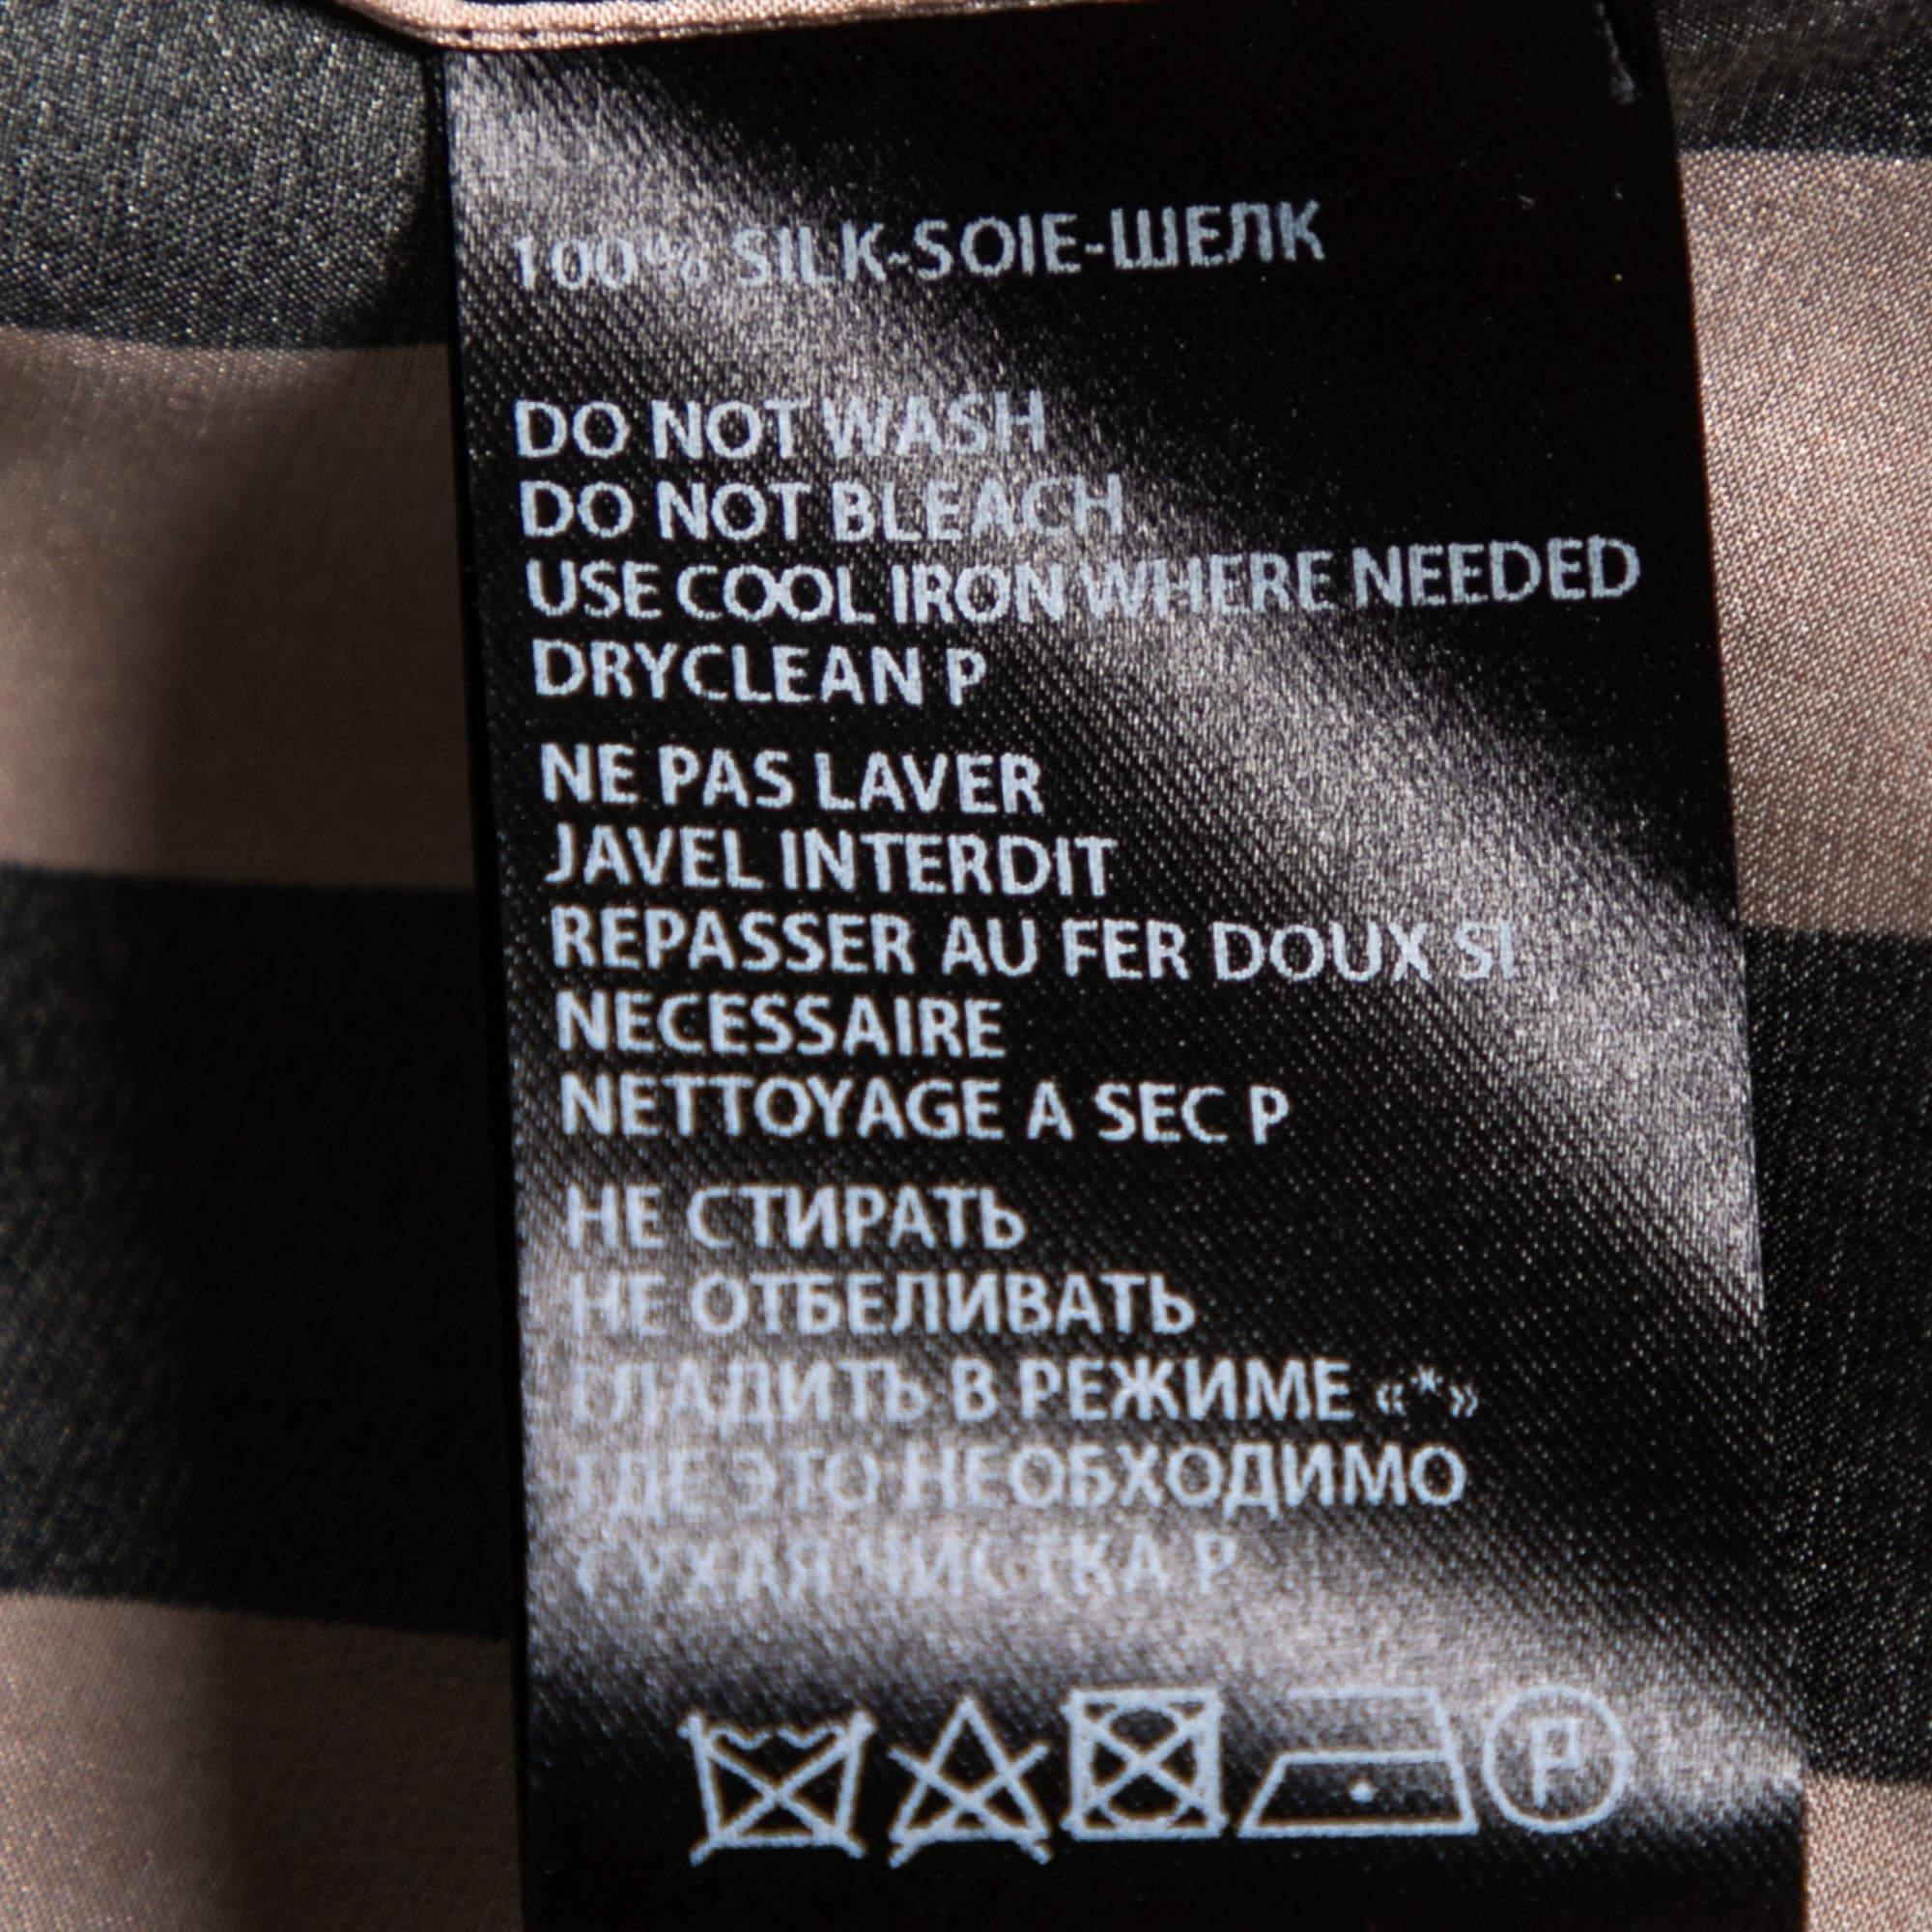 100% SILK-SOIE-ШЕЛК
DO NOT WASH
DO NOT BLEACH
USE COOL IRON WHERE NEEDED
DRYCLEAN P
NE PAS LAVER
JAVEL INTERDIT
REPASSER AU FER DOUX SI
NECESSAIRE
NETTOYAGE A SEC P
НЕ СТИРАТЬ
НЕ ОТБЕЛИВАТЬ
ГЛАДИТЬ В РЕЖИМЕ «*»
ГДЕ ЭТО НЕОБХОДИМО
СУХАЯ ЧИСТКА P
P